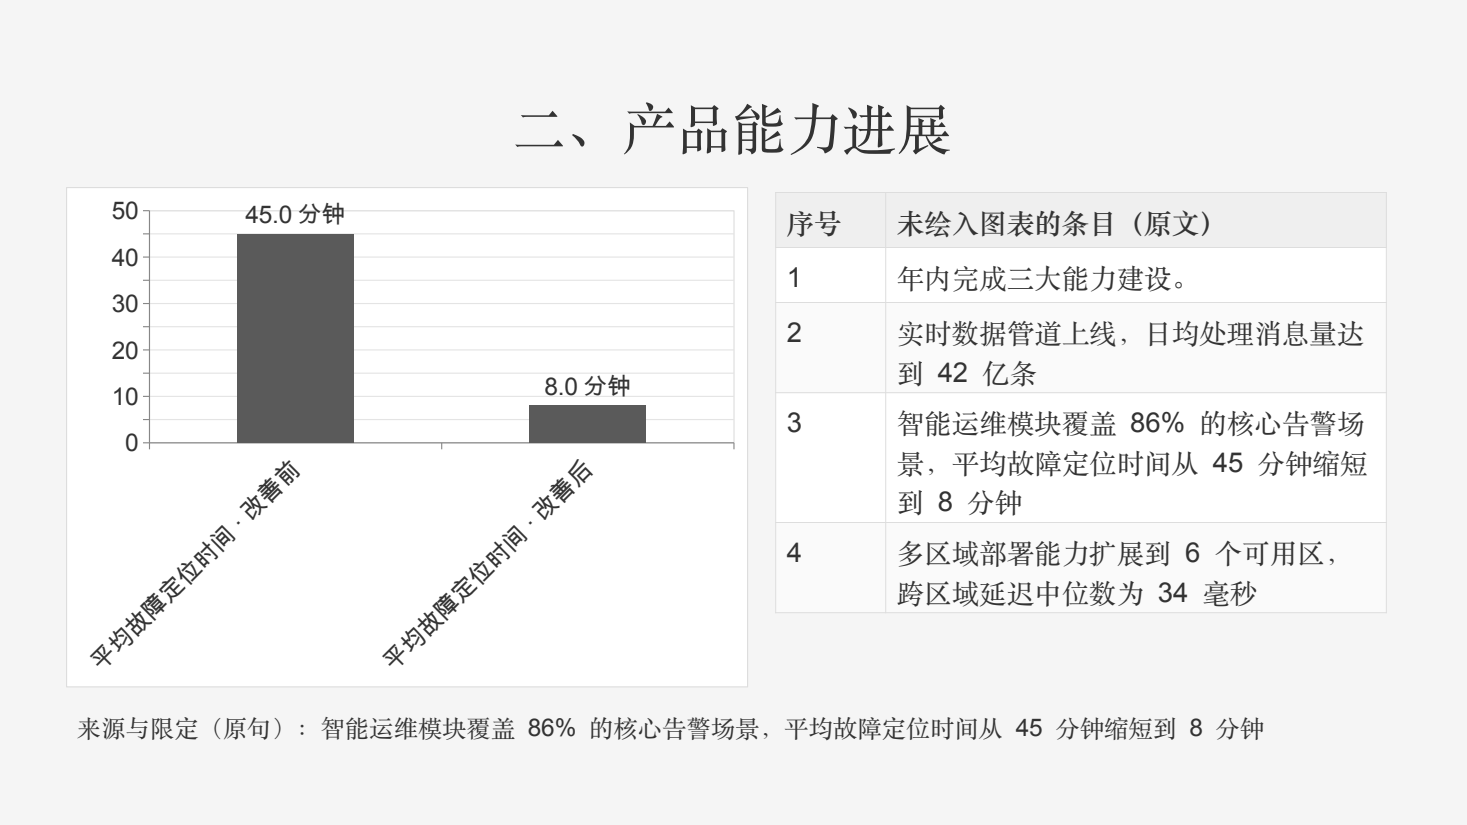 二、产品能力进展
50
40
30
20
10
0
45.0 分钟
8.0 分钟
平均故障定位时间 · 改善前
平均故障定位时间 · 改善后
序号 未绘入图表的条目（原文）
1 年内完成三大能力建设。
2 实时数据管道上线，日均处理消息量达
到 42 亿条
3 智能运维模块覆盖 86% 的核心告警场
景，平均故障定位时间从 45 分钟缩短
到 8 分钟
4 多区域部署能力扩展到 6 个可用区，
跨区域延迟中位数为 34 毫秒
来源与限定（原句）：智能运维模块覆盖 86% 的核心告警场景，平均故障定位时间从 45 分钟缩短到 8 分钟